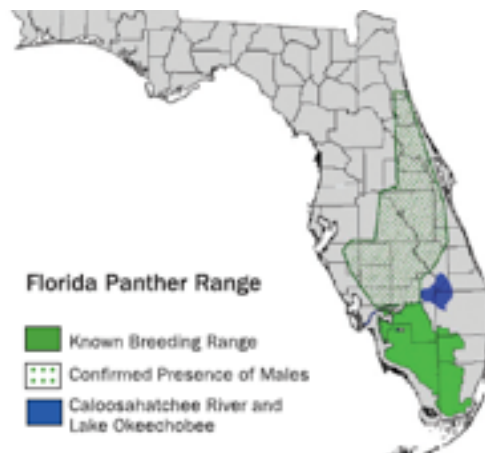 Florida Panther Range
Known Breeding Range
Confirmed Presence of Males
Caloosahatchee River and
Lake Okeechobee